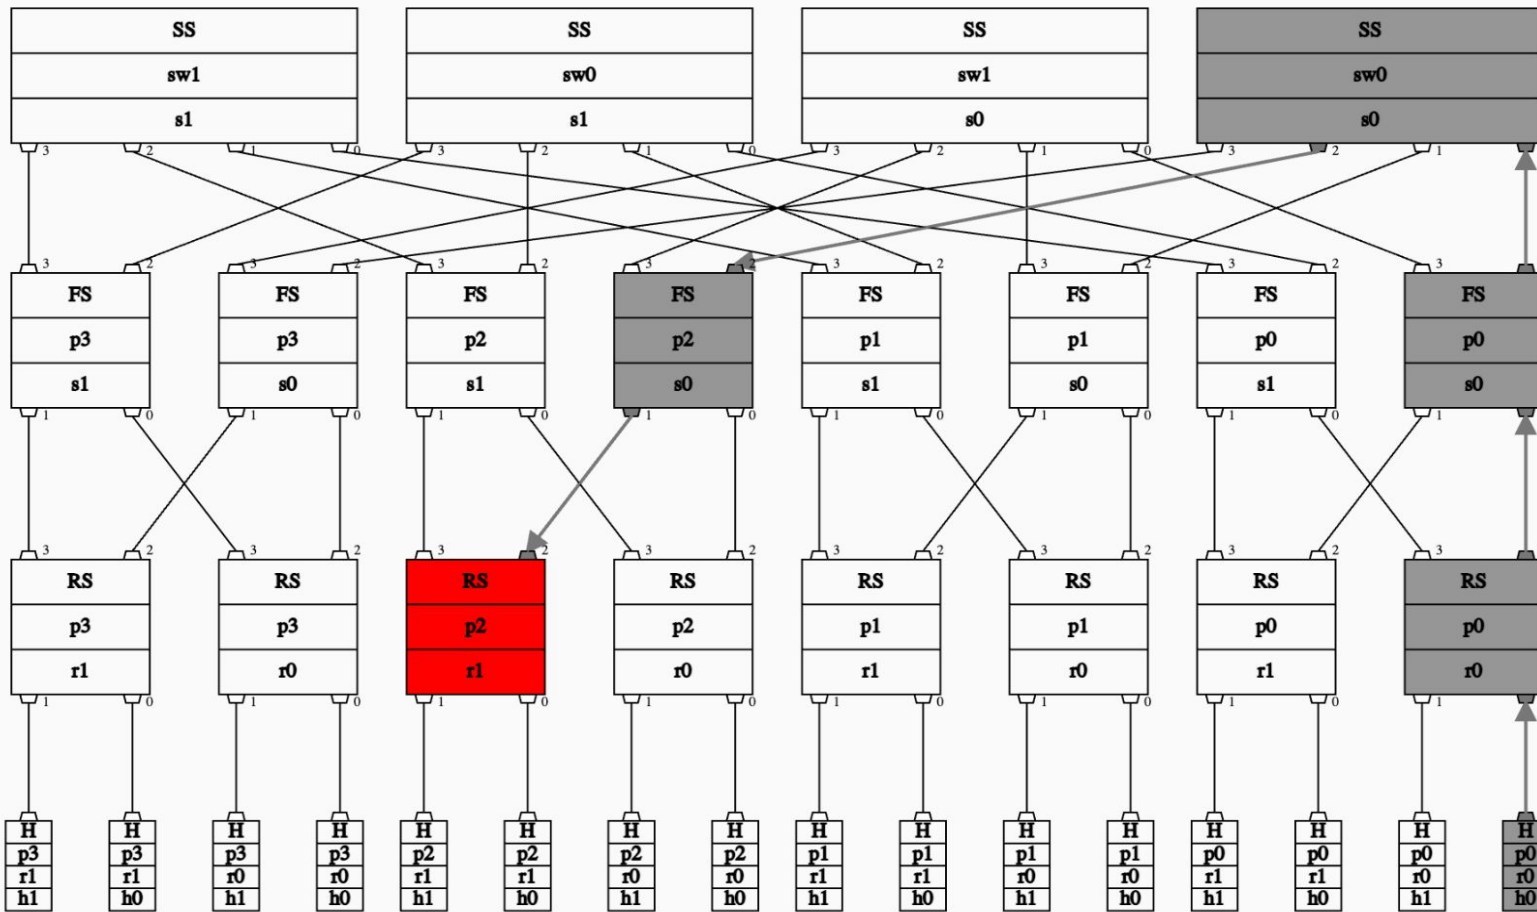 SS SS SS SS
sw1 sw0 sw1 sw0
s1 s1 s0 s0
3 2 1 0 3 2 1 0 3 2 1 0 3 2 1
3 2 3 2 3 2 3 2 3 2 3 2 3 2 3
FS FS FS FS FS FS FS FS
p3 p3 p2 p2 p1 p1 p0 p0
s1 s0 s1 s0 s1 s0 s1 s0
1 0 1 0 1 0 1 0 1 0 1 0 1 0 1
3 2 3 2 3 2 3 2 3 2 3 2 3 2 3
RS RS RS RS RS RS RS RS
p3 p3 p2 p2 p1 p1 p0 p0
r1 r0 r1 r0 r1 r0 r1 r0
1 0 1 0 1 0 1 0 1 0 1 0 1 0 1
H H H H H H H H H H H H H H H H
p3 p3 p3 p3 p2 p2 p2 p2 p1 p1 p1 p1 p0 p0 p0 p0
r1 r1 r0 r0 r1 r1 r0 r0 r1 r1 r0 r0 r1 r1 r0 r0
h1 h0 h1 h0 h1 h0 h1 h0 h1 h0 h1 h0 h1 h0 h1 h0